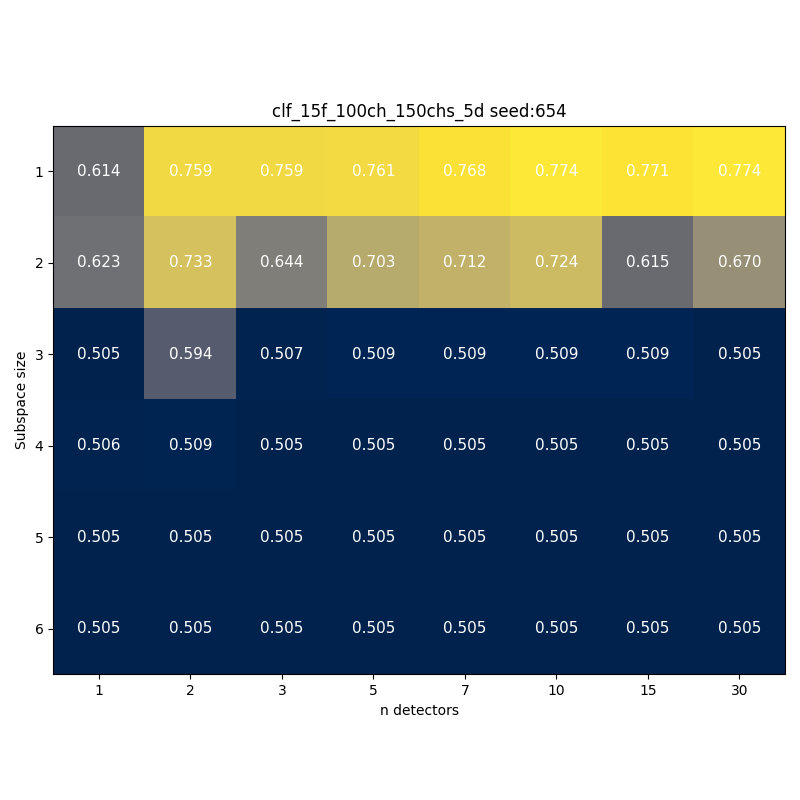 clf_15f_100ch_150chs_5d seed:654
Subspace size
1 0.614 0.759 0.759 0.761 0.768 0.774 0.771 0.774
2 0.623 0.733 0.644 0.703 0.712 0.724 0.615 0.670
3 0.505 0.594 0.507 0.509 0.509 0.509 0.509 0.505
4 0.506 0.509 0.505 0.505 0.505 0.505 0.505 0.505
5 0.505 0.505 0.505 0.505 0.505 0.505 0.505 0.505
6 0.505 0.505 0.505 0.505 0.505 0.505 0.505 0.505
1 2 3 5 7 10 15 30
n detectors